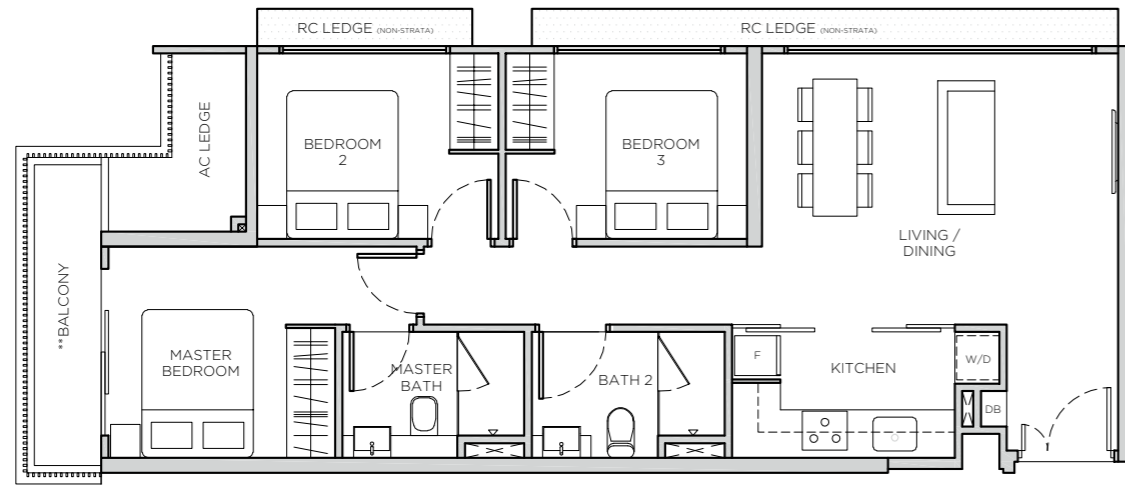 RC LEDGE (NON-STRATA)
RC LEDGE (NON-STRATA)
AC LEDGE
BEDROOM
2
BEDROOM
3
LIVING /
DINING
**BALCONY
MASTER
BEDROOM
MASTER
BATH
BATH 2
F
KITCHEN
W/D
DB